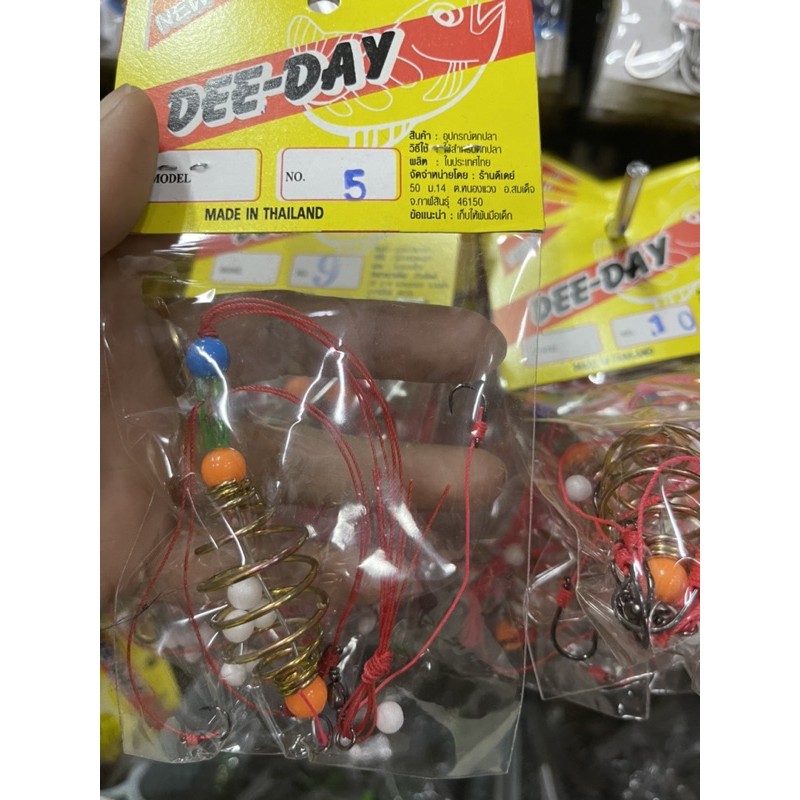 NEW
DEE-DAY
MODEL
NO. 5
MADE IN THAILAND
สินค้า : อุปกรณ์ตกปลา
วิธีใช้ : ใช้สำหรับตกปลา
ผลิต : ในประเทศไทย
จัดจำหน่ายโดย : ร้านดีเดย์
50 ม.14 ต.หนองแวง อ.สมเด็จ
จ.กาฬสินธุ์ 46150
ข้อแนะนำ : เก็บให้พ้นมือเด็ก
NO. 9
DEE-DAY
NO. 10
MADE IN THAILAND